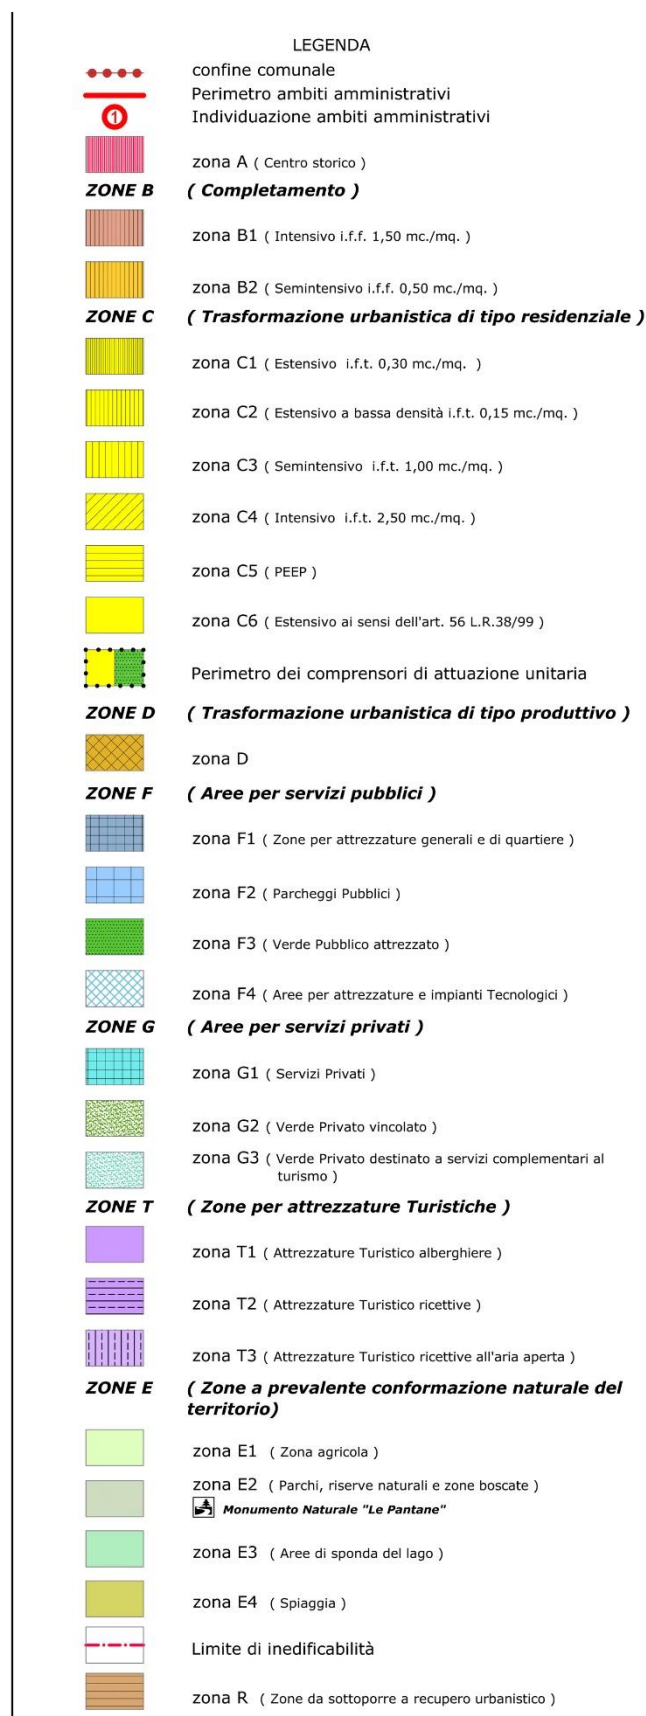 LEGENDA
confine comunale
Perimetro ambiti amministrativi
1 Individuazione ambiti amministrativi
zona A ( Centro storico )
ZONE B ( Completamento )
zona B1 ( Intensivo i.f.f. 1,50 mc./mq. )
zona B2 ( Semintensivo i.f.f. 0,50 mc./mq. )
ZONE C ( Trasformazione urbanistica di tipo residenziale )
zona C1 ( Estensivo i.f.t. 0,30 mc./mq. )
zona C2 ( Estensivo a bassa densità i.f.t. 0,15 mc./mq. )
zona C3 ( Semintensivo i.f.t. 1,00 mc./mq. )
zona C4 ( Intensivo i.f.t. 2,50 mc./mq. )
zona C5 ( PEEP )
zona C6 ( Estensivo ai sensi dell'art. 56 L.R.38/99 )
Perimetro dei comprensori di attuazione unitaria
ZONE D ( Trasformazione urbanistica di tipo produttivo )
zona D
ZONE F ( Aree per servizi pubblici )
zona F1 ( Zone per attrezzature generali e di quartiere )
zona F2 ( Parcheggi Pubblici )
zona F3 ( Verde Pubblico attrezzato )
zona F4 ( Aree per attrezzature e impianti Tecnologici )
ZONE G ( Aree per servizi privati )
zona G1 ( Servizi Privati )
zona G2 ( Verde Privato vincolato )
zona G3 ( Verde Privato destinato a servizi complementari al
turismo )
ZONE T ( Zone per attrezzature Turistiche )
zona T1 ( Attrezzature Turistico alberghiere )
zona T2 ( Attrezzature Turistico ricettive )
zona T3 ( Attrezzature Turistico ricettive all'aria aperta )
ZONE E ( Zone a prevalente conformazione naturale del
territorio)
zona E1 ( Zona agricola )
zona E2 ( Parchi, riserve naturali e zone boscate )
Monumento Naturale "Le Pantane"
zona E3 ( Aree di sponda del lago )
zona E4 ( Spiaggia )
Limite di inedificabilità
zona R ( Zone da sottoporre a recupero urbanistico )